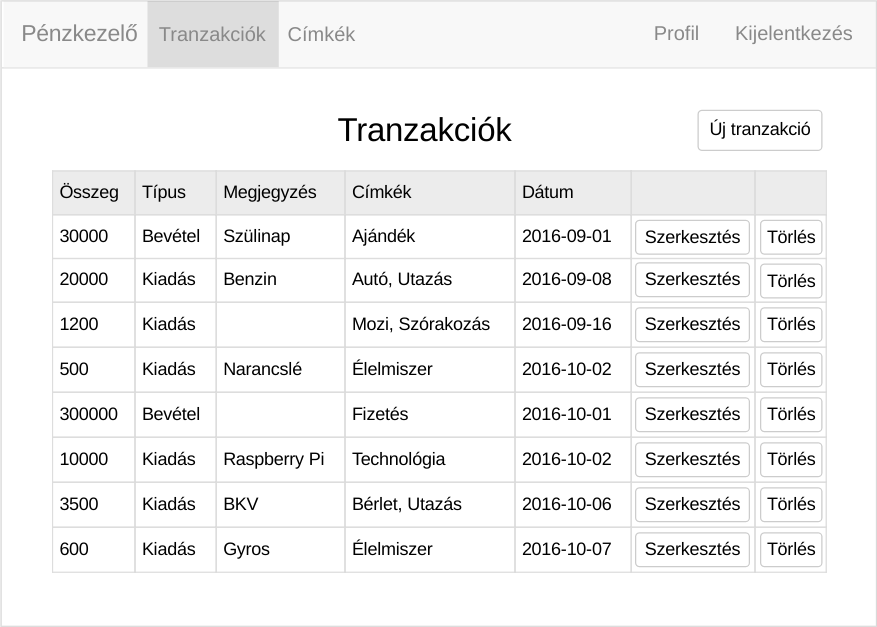 Pénzkezelő Tranzakciók Címkék Profil Kijelentkezés
Tranzakciók Új tranzakció
Összeg Típus Megjegyzés Címkék Dátum
30000 Bevétel Szülinap Ajándék 2016-09-01 Szerkesztés Törlés
20000 Kiadás Benzin Autó, Utazás 2016-09-08 Szerkesztés Törlés
1200 Kiadás Mozi, Szórakozás 2016-09-16 Szerkesztés Törlés
500 Kiadás Narancslé Élelmiszer 2016-10-02 Szerkesztés Törlés
300000 Bevétel Fizetés 2016-10-01 Szerkesztés Törlés
10000 Kiadás Raspberry Pi Technológia 2016-10-02 Szerkesztés Törlés
3500 Kiadás BKV Bérlet, Utazás 2016-10-06 Szerkesztés Törlés
600 Kiadás Gyros Élelmiszer 2016-10-07 Szerkesztés Törlés